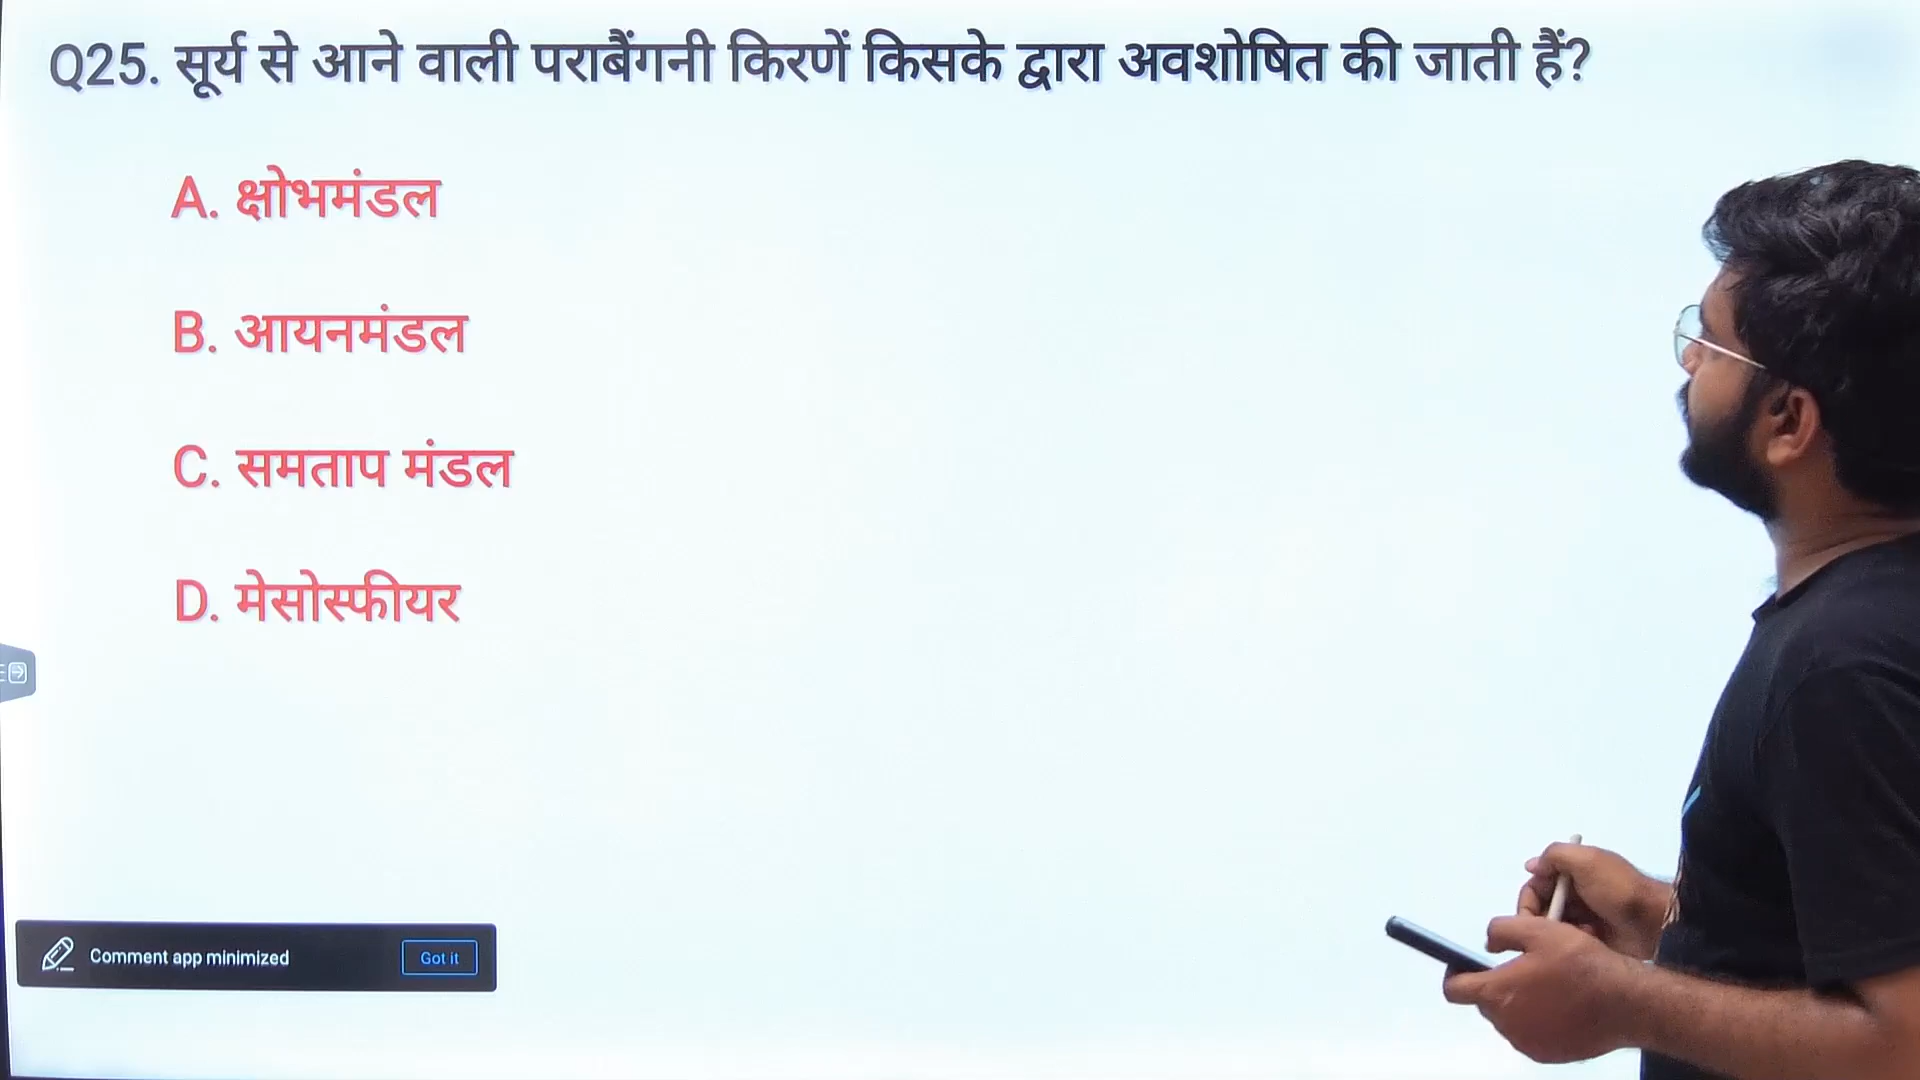 Q25. सूर्य से आने वाली पराबैंगनी किरणें किसके द्वारा अवशोषित की जाती हैं?
A. क्षोभमंडल
B. आयनमंडल
C. समताप मंडल
D. मेसोस्फीयर
Comment app minimized
Got it